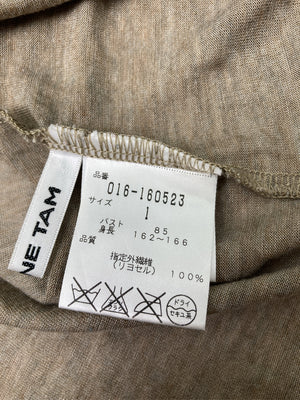 品番
016-160523
サイズ
1
バスト 85
身長 162~166
品質
指定外繊維
(リヨセル) 100%
ドライ
セキユ系
NE TAM